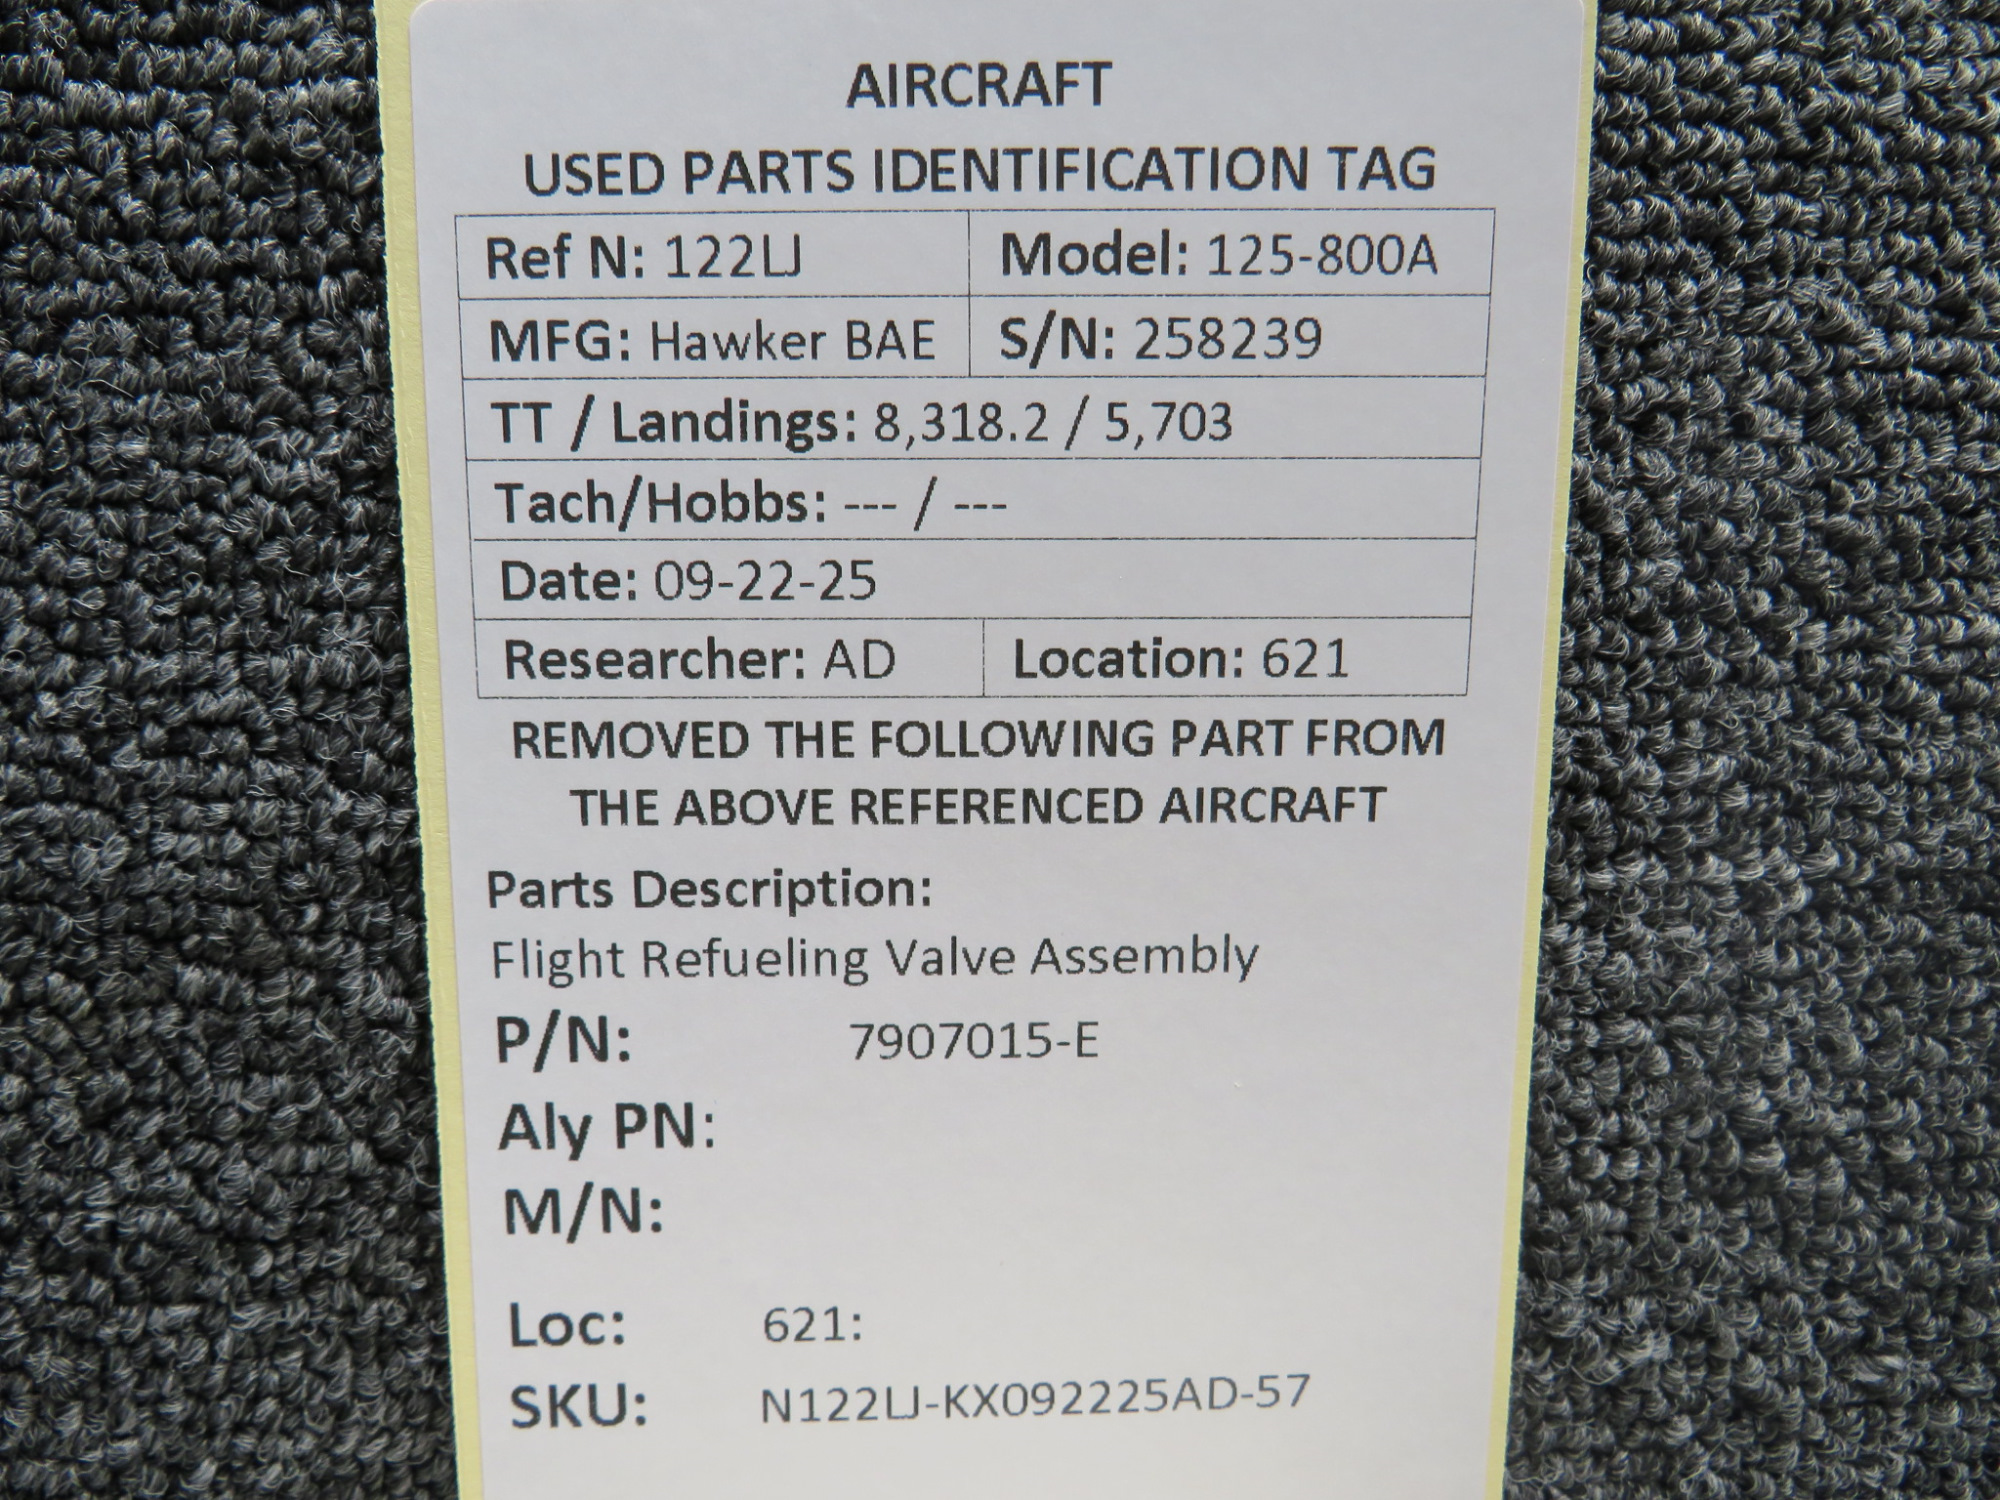 AIRCRAFT
USED PARTS IDENTIFICATION TAG
Ref N: 122LJ Model: 125-800A
MFG: Hawker BAE S/N: 258239
TT / Landings: 8,318.2 / 5,703
Tach/Hobbs: --- / ---
Date: 09-22-25
Researcher: AD Location: 621
REMOVED THE FOLLOWING PART FROM
THE ABOVE REFERENCED AIRCRAFT
Parts Description:
Flight Refueling Valve Assembly
P/N: 7907015-E
Aly PN:
M/N:
Loc: 621:
SKU: N122LJ-KX092225AD-57